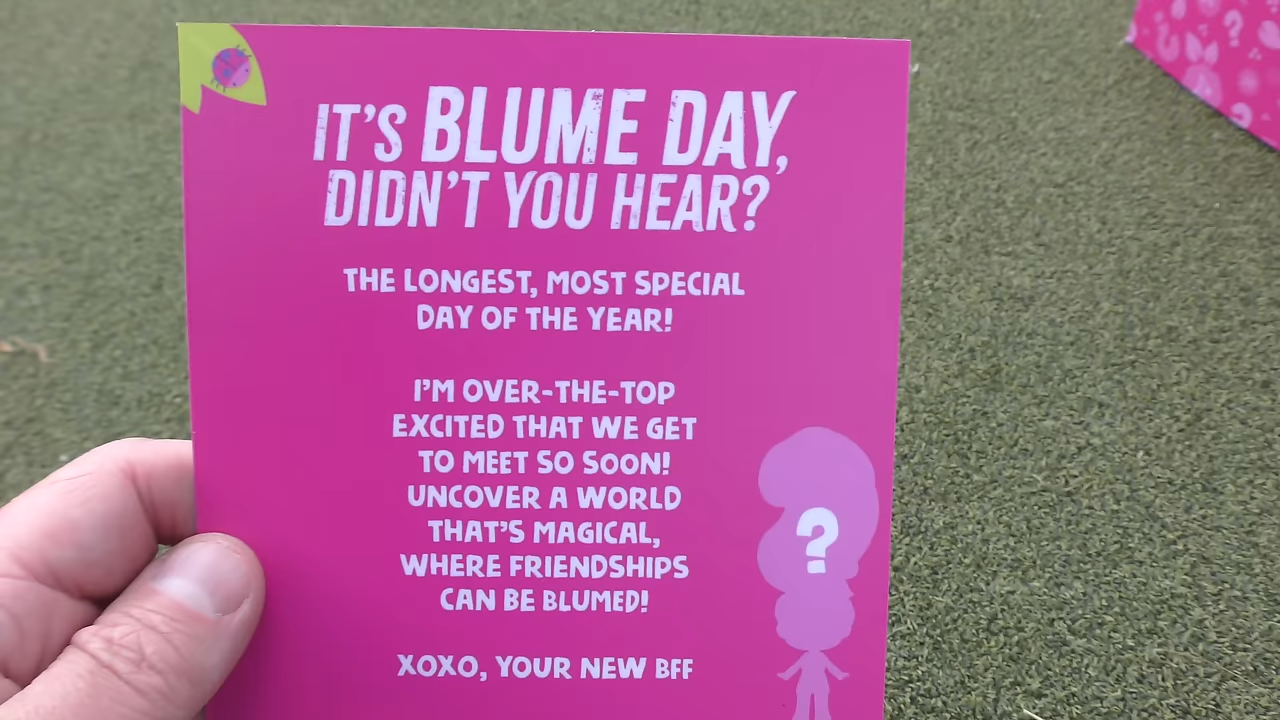 IT'S BLUME DAY,
DIDN'T YOU HEAR?
THE LONGEST, MOST SPECIAL
DAY OF THE YEAR!
I'M OVER-THE-TOP
EXCITED THAT WE GET
TO MEET SO SOON!
UNCOVER A WORLD
THAT'S MAGICAL,
WHERE FRIENDSHIPS
CAN BE BLUMED!
?
XOXO, YOUR NEW BFF